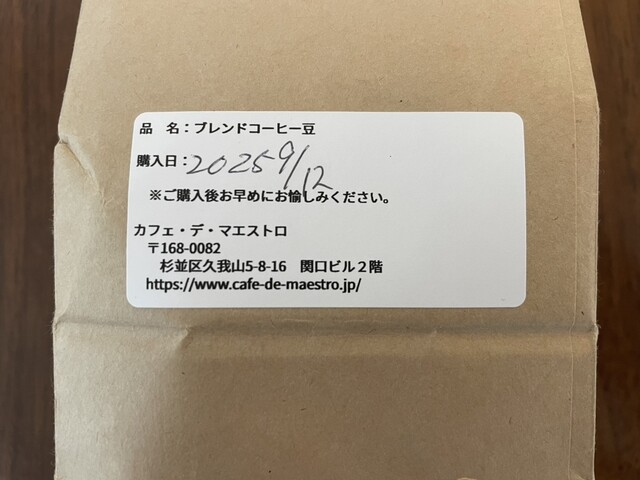 品　名：ブレンドコーヒー豆
購入日：2025 9/12
※ご購入後お早めにお愉しみください。
カフェ・デ・マエストロ
〒168-0082
杉並区久我山5-8-16　関口ビル２階
https://www.cafe-de-maestro.jp/